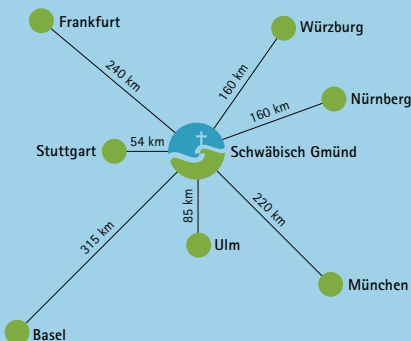 Frankfurt
Würzburg
240 km
160 km
Nürnberg
160 km
Stuttgart
54 km
Schwäbisch Gmünd
85 km
220 km
315 km
Ulm
München
Basel